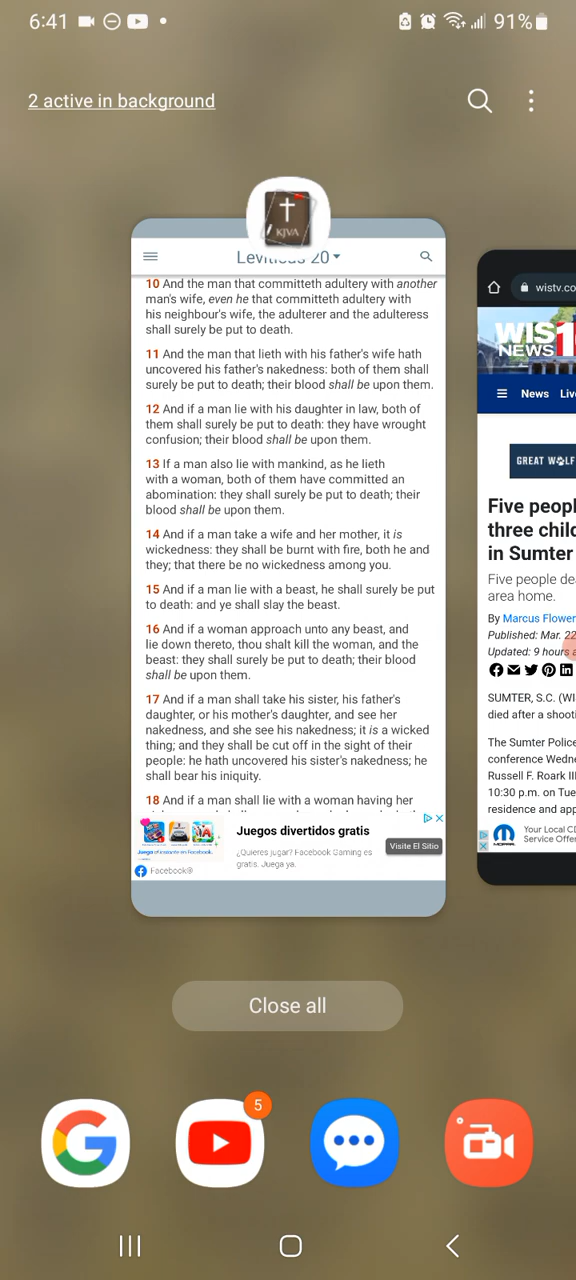 6:41
91%
2 active in background
KJVA
Leviticus 20
10 And the man that committeth adultery with another
man's wife, even he that committeth adultery with
his neighbour's wife, the adulterer and the adulteress
shall surely be put to death.
11 And the man that lieth with his father's wife hath
uncovered his father's nakedness: both of them shall
surely be put to death; their blood shall be upon them.
12 And if a man lie with his daughter in law, both of
them shall surely be put to death: they have wrought
confusion; their blood shall be upon them.
13 If a man also lie with mankind, as he lieth
with a woman, both of them have committed an
abomination: they shall surely be put to death; their
blood shall be upon them.
14 And if a man take a wife and her mother, it is
wickedness: they shall be burnt with fire, both he and
they; that there be no wickedness among you.
15 And if a man lie with a beast, he shall surely be put
to death: and ye shall slay the beast.
16 And if a woman approach unto any beast, and
lie down thereto, thou shalt kill the woman, and the
beast: they shall surely be put to death; their blood
shall be upon them.
17 And if a man shall take his sister, his father's
daughter, or his mother's daughter, and see her
nakedness, and she see his nakedness; it is a wicked
thing; and they shall be cut off in the sight of their
people: he hath uncovered his sister's nakedness; he
shall bear his iniquity.
18 And if a man shall lie with a woman having her
Juegos divertidos gratis
¿Quieres jugar? Facebook Gaming es
gratis. Juega ya.
Visite El Sitio
Facebook®
wistv.co
WIS 1
NEWS
News Liv
GREAT WOLF
Five peopl
three child
in Sumter
Five people dea
area home.
By Marcus Flower
Published: Mar. 22
Updated: 9 hours a
SUMTER, S.C. (WI
died after a shooti
The Sumter Police
conference Wedne
Russell F. Roark III
10:30 p.m. on Tue
residence and app
MOPAR
Your Local CD
Service Offer
Close all
5